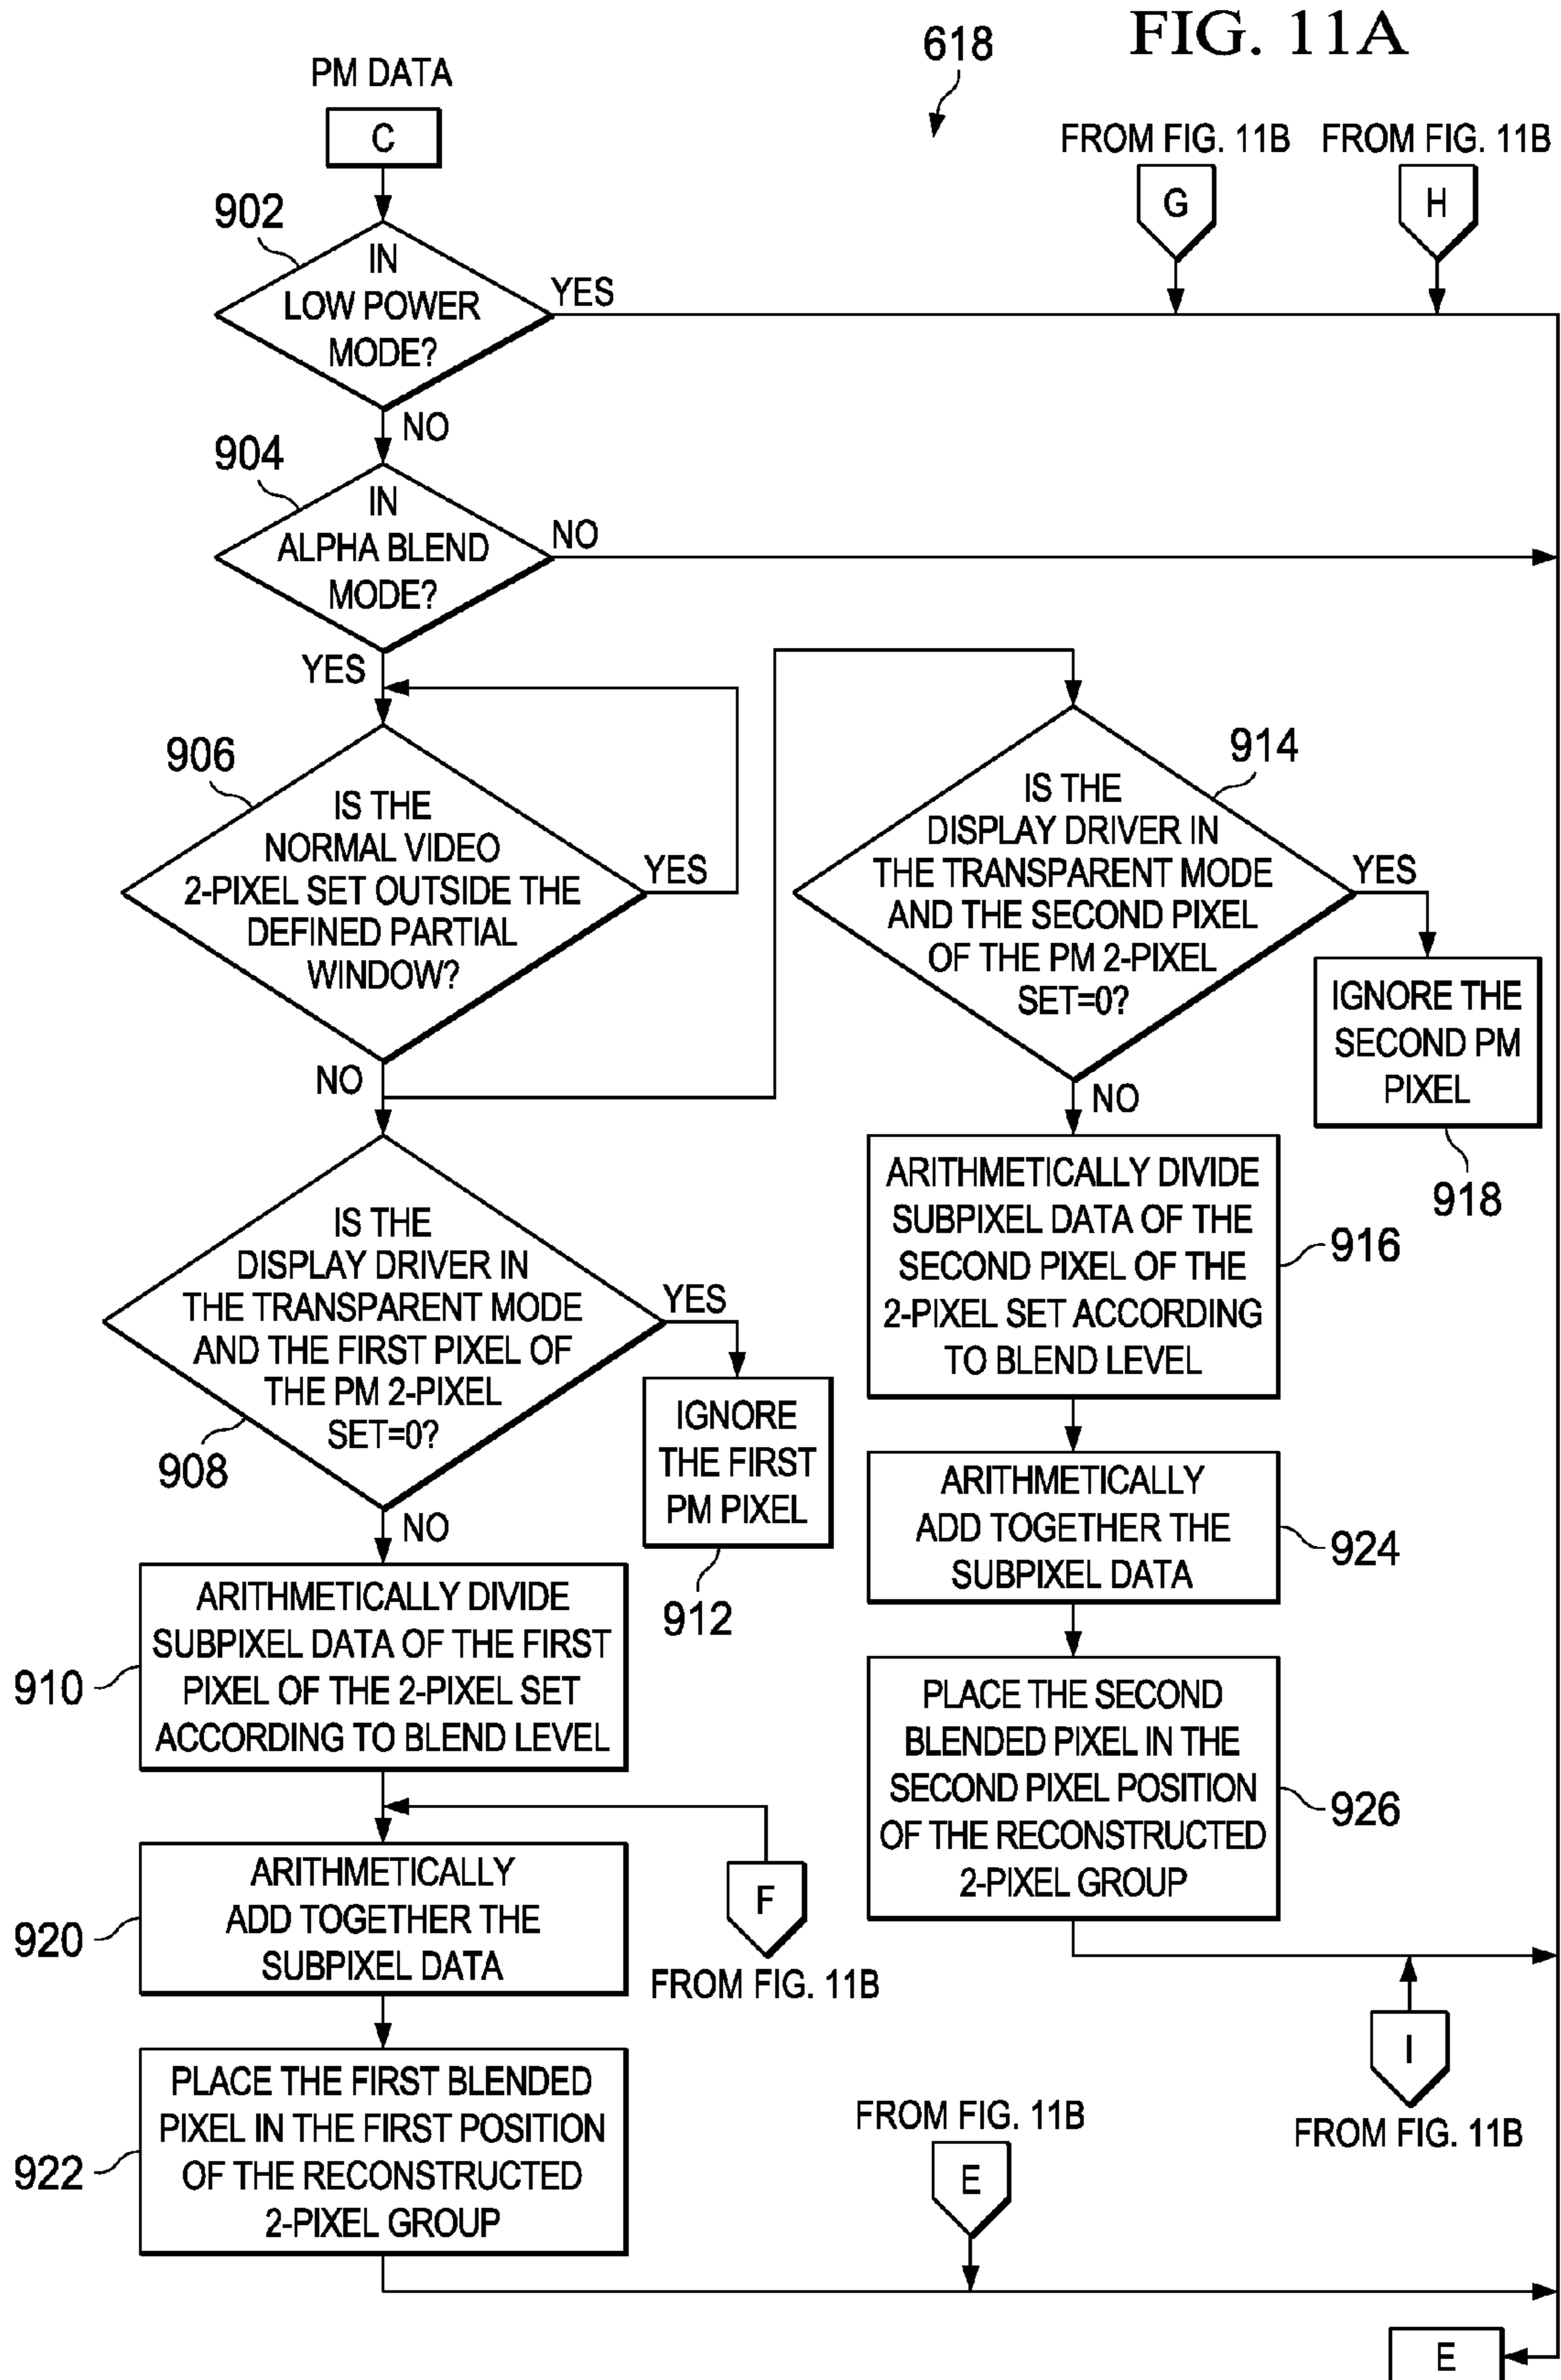 FIG. 11A
618
PM DATA
C
FROM FIG. 11B
G
FROM FIG. 11B
H
902
IN
LOW POWER
MODE?
YES
NO
904
IN
ALPHA BLEND
MODE?
NO
YES
906
IS THE
NORMAL VIDEO
2-PIXEL SET OUTSIDE THE
DEFINED PARTIAL
WINDOW?
YES
NO
IS THE
DISPLAY DRIVER IN
THE TRANSPARENT MODE
AND THE FIRST PIXEL OF
THE PM 2-PIXEL
SET=0?
908
YES
IGNORE
THE FIRST
PM PIXEL
912
NO
910
ARITHMETICALLY DIVIDE
SUBPIXEL DATA OF THE FIRST
PIXEL OF THE 2-PIXEL SET
ACCORDING TO BLEND LEVEL
F
FROM FIG. 11B
920
ARITHMETICALLY
ADD TOGETHER THE
SUBPIXEL DATA
922
PLACE THE FIRST BLENDED
PIXEL IN THE FIRST POSITION
OF THE RECONSTRUCTED
2-PIXEL GROUP
914
IS THE
DISPLAY DRIVER IN
THE TRANSPARENT MODE
AND THE SECOND PIXEL
OF THE PM 2-PIXEL
SET=0?
YES
IGNORE THE
SECOND PM
PIXEL
918
NO
ARITHMETICALLY DIVIDE
SUBPIXEL DATA OF THE
SECOND PIXEL OF THE
2-PIXEL SET ACCORDING
TO BLEND LEVEL
916
ARITHMETICALLY
ADD TOGETHER THE
SUBPIXEL DATA
924
PLACE THE SECOND
BLENDED PIXEL IN THE
SECOND PIXEL POSITION
OF THE RECONSTRUCTED
2-PIXEL GROUP
926
I
FROM FIG. 11B
FROM FIG. 11B
E
E